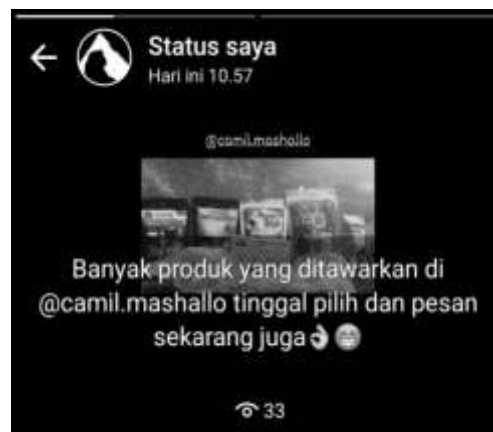 Status saya
Hari ini 10.57
@camil.mashallo
Banyak produk yang ditawarkan di
@camil.mashallo tinggal pilih dan pesan
sekarang juga👌😁
33